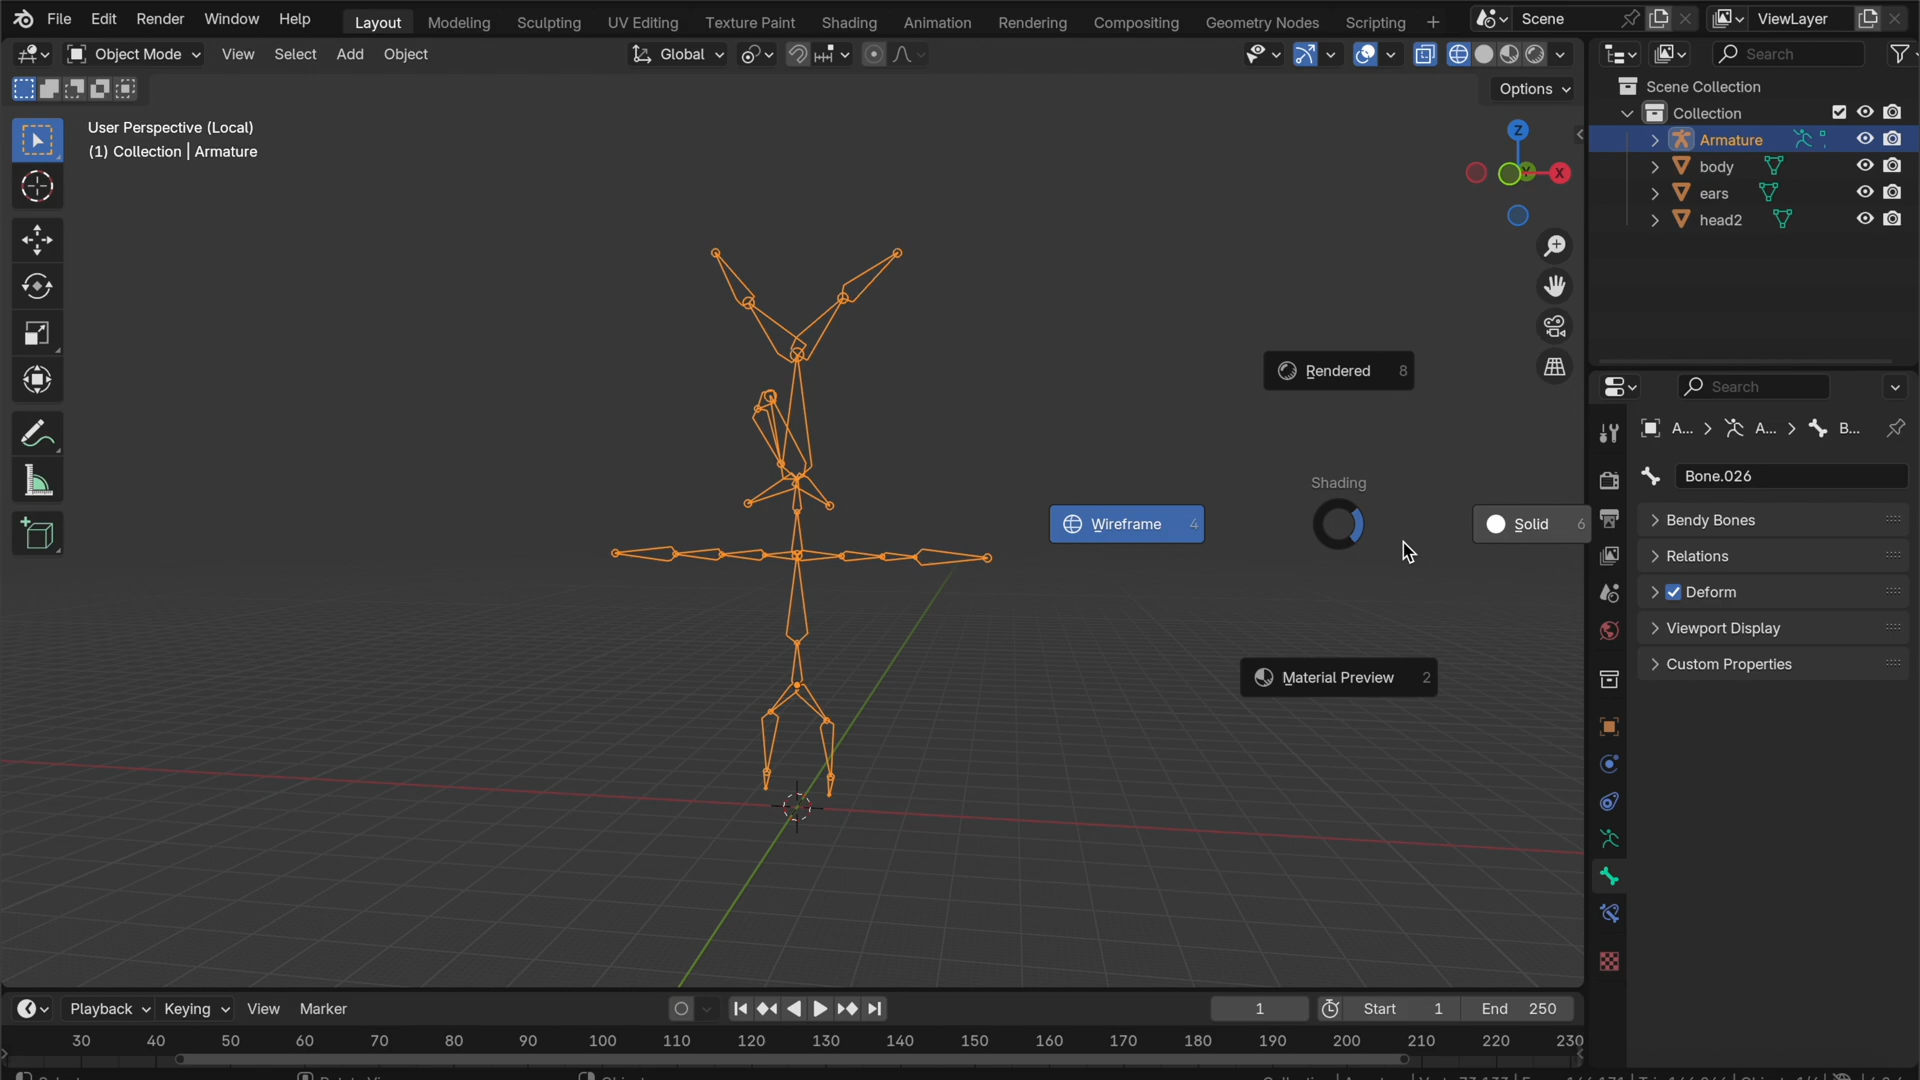 File Edit Render Window Help Layout Modeling Sculpting UV Editing Texture Paint Shading Animation Rendering Compositing Geometry Nodes Scripting + Scene ViewLayer
Object Mode View Select Add Object Global Search
Options
User Perspective (Local)
(1) Collection | Armature
Z
X
Scene Collection
Collection
Armature
body
ears
head2
Search
A... A... B...
Bone.026
Bendy Bones
Relations
Deform
Viewport Display
Custom Properties
Rendered 8
Shading
Wireframe 4
Solid 6
Material Preview 2
Playback Keying View Marker 1 Start 1 End 250
30 40 50 60 70 80 90 100 110 120 130 140 150 160 170 180 190 200 210 220 230